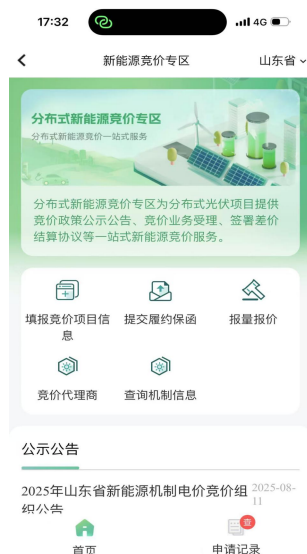 17:32
4G
新能源竞价专区
山东省
分布式新能源竞价专区
分布式新能源竞价一站式服务
分布式新能源竞价专区为分布式光伏项目提供
竞价政策公示公告、竞价业务受理、签署差价
结算协议等一站式新能源竞价服务。
填报竞价项目信
息
提交履约保函
报量报价
竞价代理商
查询机制信息
公示公告
2025年山东省新能源机制电价竞价组
织公告
2025-08-
11
首页
查
申请记录